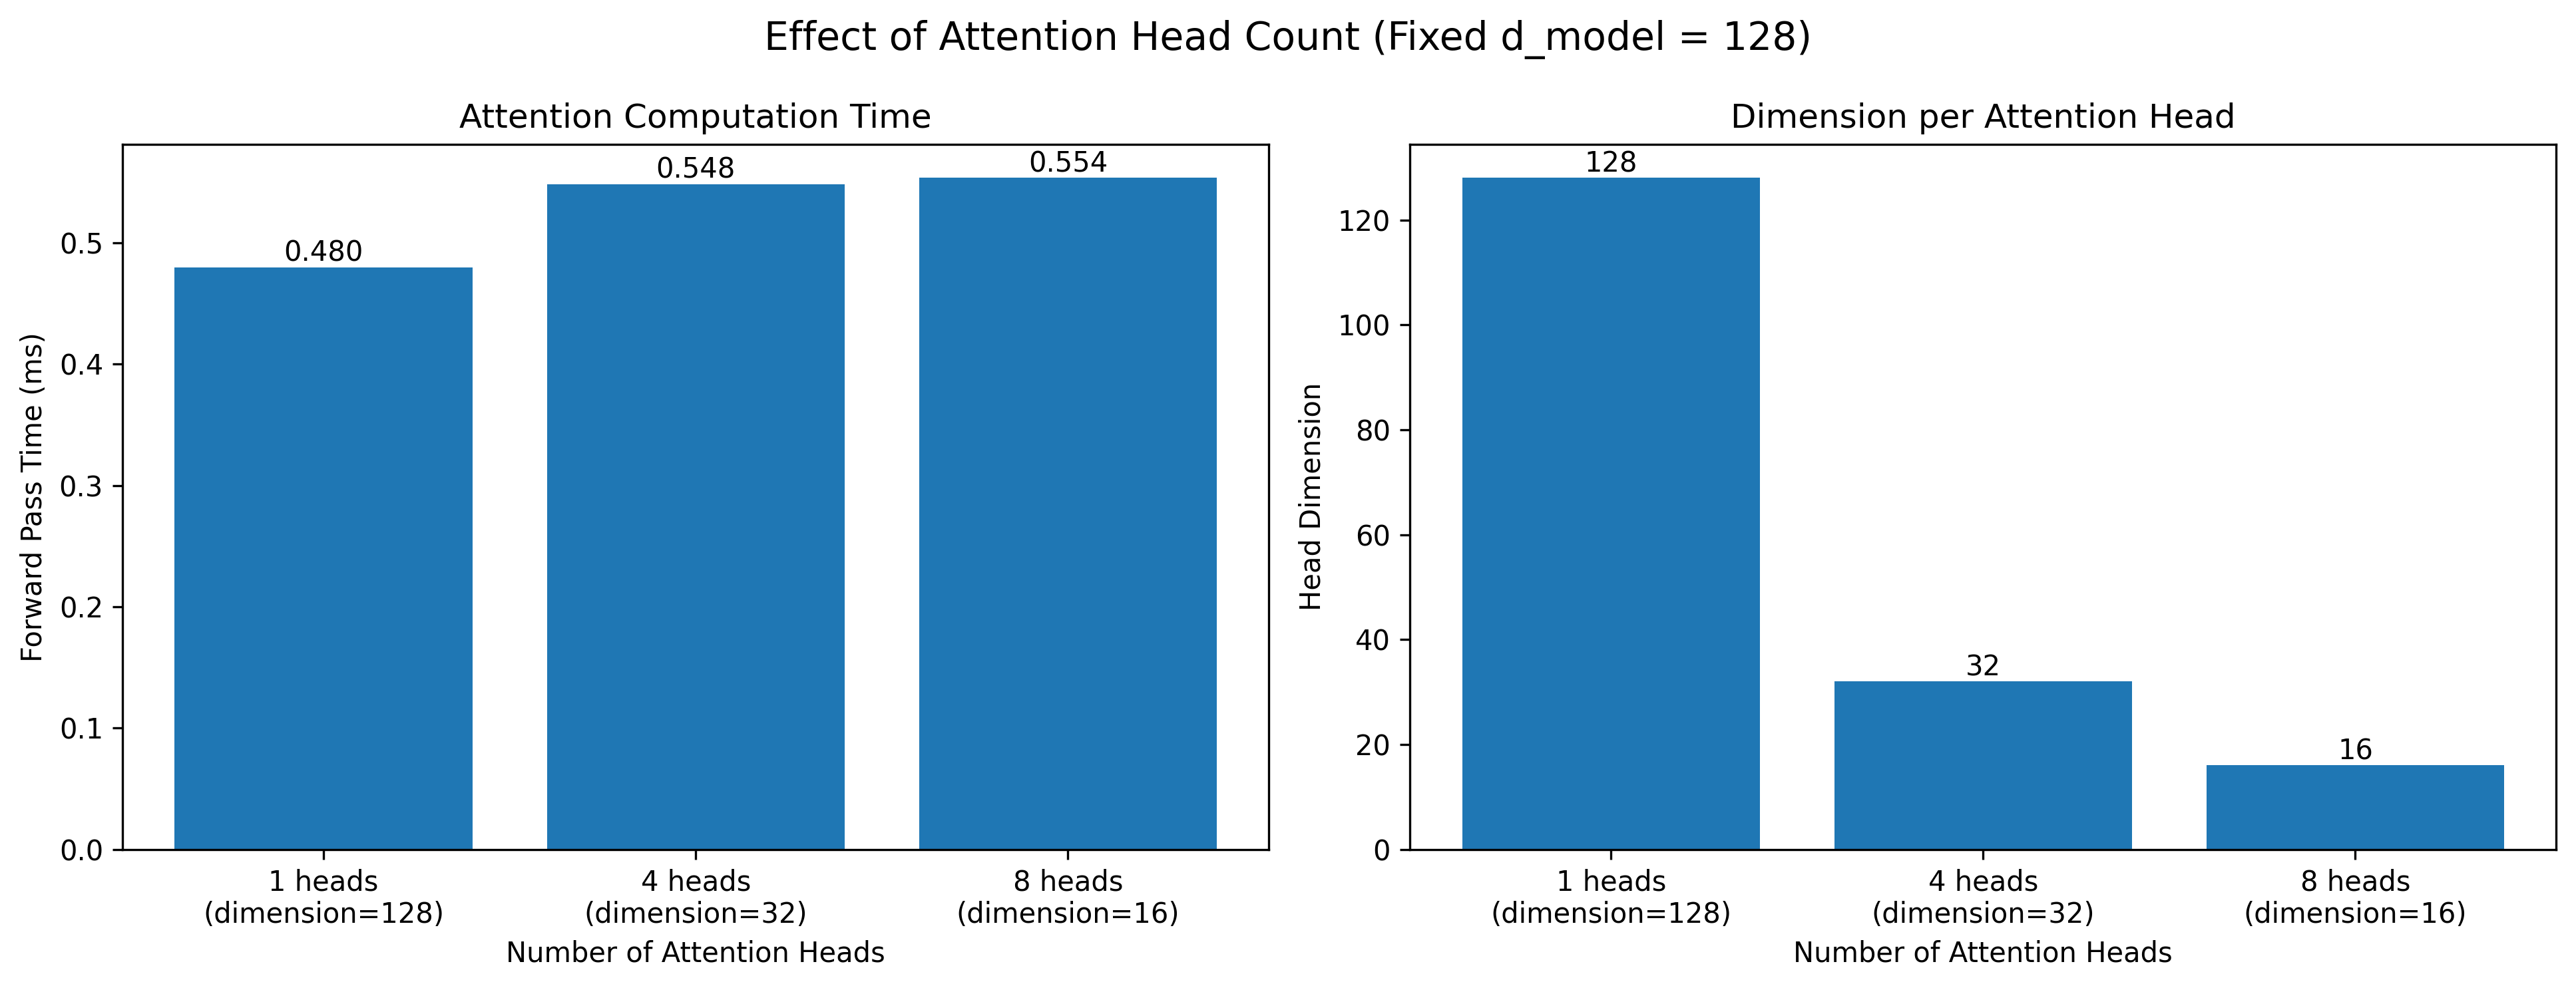 Effect of Attention Head Count (Fixed d_model = 128)
Attention Computation Time
Forward Pass Time (ms)
0.5
0.4
0.3
0.2
0.1
0.0
0.480
0.548
0.554
1 heads
(dimension=128)
4 heads
(dimension=32)
8 heads
(dimension=16)
Number of Attention Heads
Dimension per Attention Head
Head Dimension
120
100
80
60
40
20
0
128
32
16
1 heads
(dimension=128)
4 heads
(dimension=32)
8 heads
(dimension=16)
Number of Attention Heads